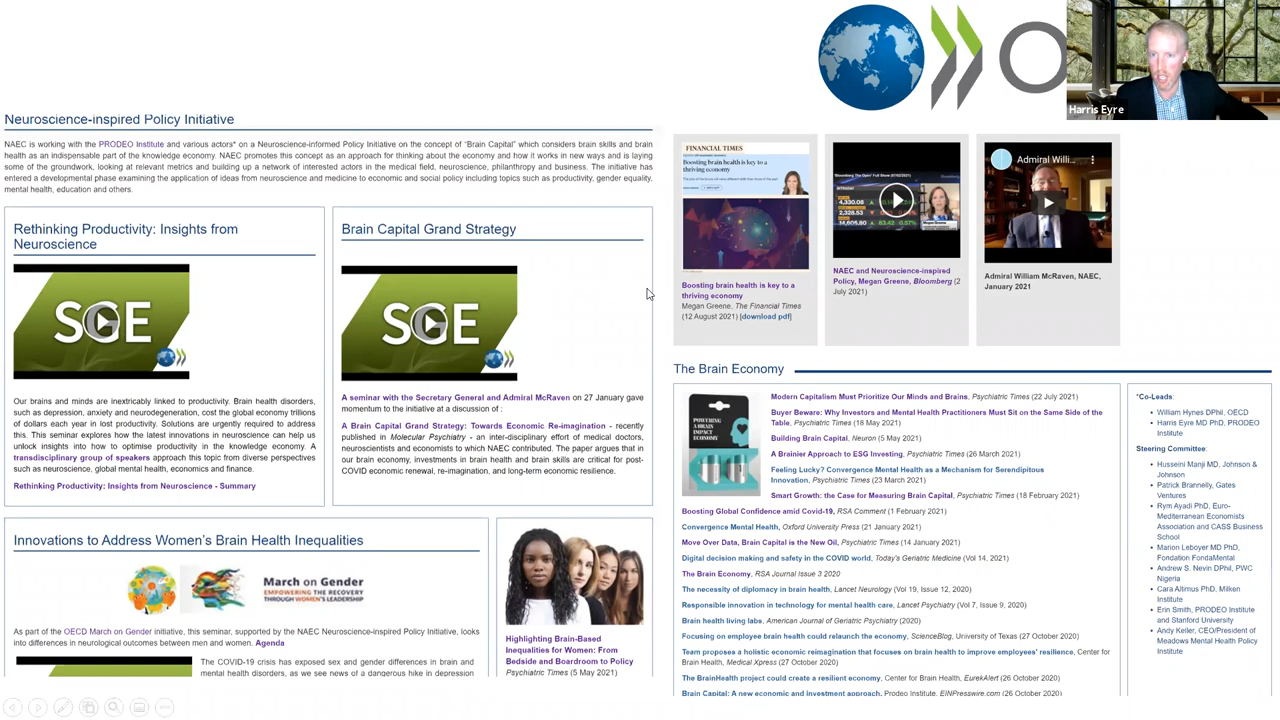 Harris Eyre
Neuroscience-inspired Policy Initiative
NAEC is working with the PRODEO Institute and various actors* on a Neuroscience-informed Policy Initiative on the concept of "Brain Capital" which considers brain skills and brain
health as an indispensable part of the knowledge economy. NAEC promotes this concept as an approach for thinking about the economy and how it works in new ways and is laying
some of the groundwork, looking at relevant metrics and building up a network of interested actors in the medical field, neuroscience, philanthropy and business. The initiative has
entered a developmental phase examining the application of ideas from neuroscience and medicine to economic and social policy including topics such as productivity, gender equality,
mental health, education and others.
Rethinking Productivity: Insights from
Neuroscience
SGE
Our brains and minds are inextricably linked to productivity. Brain health disorders,
such as depression, anxiety and neurodegeneration, cost the global economy trillions
of dollars each year in lost productivity. Solutions are urgently required to address
this. This seminar explores how the latest innovations in neuroscience can help us
unlock insights into how to optimise productivity in the knowledge economy. A
transdisciplinary group of speakers approach this topic from diverse perspectives
such as neuroscience, global mental health, economics and finance.
Rethinking Productivity: Insights from Neuroscience - Summary
Brain Capital Grand Strategy
SGE
A seminar with the Secretary General and Admiral McRaven on 27 January gave
momentum to the initiative at a discussion of :
A Brain Capital Grand Strategy: Towards Economic Re-imagination - recently
published in Molecular Psychiatry - an inter-disciplinary effort of medical doctors,
neuroscientists and economists to which NAEC contributed. The paper argues that in
our brain economy, investments in brain health and brain skills are critical for post-
COVID economic renewal, re-imagination, and long-term economic resilience.
Innovations to Address Women's Brain Health Inequalities
March on Gender
EMPOWERING THE RECOVERY
THROUGH WOMEN'S LEADERSHIP
As part of the OECD March on Gender initiative, this seminar, supported by the NAEC Neuroscience-inspired Policy Initiative, looks
into differences in neurological outcomes between men and women. Agenda
The COVID-19 crisis has exposed sex and gender differences in brain and
mental health disorders, as we see news of a dangerous hike in depression
Highlighting Brain-Based
Inequalities for Women: From
Bedside and Boardroom to Policy
Psychiatric Times (5 May 2021)
FINANCIAL TIMES
Boosting brain health is key to a
thriving economy
Boosting brain health is key to a
thriving economy
Megan Greene, The Financial Times
(12 August 2021) [download pdf]
'Bloomberg The Open' Full Show (07/02/2021)
4,330.08
2,328.53
NAEC and Neuroscience-inspired
Policy, Megan Greene, Bloomberg (2
July 2021)
Admiral Willi...
Admiral William McRaven, NAEC,
January 2021
The Brain Economy
POWERING A
BRAIN IMPACT
ECONOMY
Modern Capitalism Must Prioritize Our Minds and Brains, Psychiatric Times (22 July 2021)
Buyer Beware: Why Investors and Mental Health Practitioners Must Sit on the Same Side of the
Table, Psychiatric Times (18 May 2021)
Building Brain Capital, Neuron (5 May 2021)
A Brainier Approach to ESG Investing, Psychiatric Times (26 March 2021)
Feeling Lucky? Convergence Mental Health as a Mechanism for Serendipitous
Innovation, Psychiatric Times (23 March 2021)
Smart Growth: the Case for Measuring Brain Capital, Psychiatric Times (18 February 2021)
Boosting Global Confidence amid Covid-19, RSA Comment (1 February 2021)
Convergence Mental Health, Oxford University Press (21 January 2021)
Move Over Data, Brain Capital is the New Oil, Psychiatric Times (14 January 2021)
Digital decision making and safety in the COVID world, Today's Geriatric Medicine (Vol 14, 2021)
The Brain Economy, RSA Journal Issue 3 2020
The necessity of diplomacy in brain health, Lancet Neurology (Vol 19, Issue 12, 2020)
Responsible innovation in technology for mental health care, Lancet Psychiatry (Vol 7, Issue 9, 2020)
Brain health living labs, American Journal of Geriatric Psychiatry (2020)
Focusing on employee brain health could relaunch the economy, ScienceBlog, University of Texas (27 October 2020)
Team proposes a holistic economic reimagination that focuses on brain health to improve employees' resilience, Center for
Brain Health, Medical Xpress (27 October 2020)
The BrainHealth project could create a resilient economy, Center for Brain Health, EurekAlert (26 October 2020)
Brain Capital: A new economic and investment approach, Prodeo Institute, EINPresswire.com (26 October 2020)
*Co-Leads:
• William Hynes DPhil, OECD
• Harris Eyre MD PhD, PRODEO
Institute
Steering Committee:
• Husseini Manji MD, Johnson &
Johnson
• Patrick Brannelly, Gates
Ventures
• Rym Ayadi PhD, Euro-
Mediterranean Economists
Association and CASS Business
School
• Marion Leboyer MD PhD,
Fondation FondaMental
• Andrew S. Nevin DPhil, PWC
Nigeria
• Cara Altimus PhD, Milken
Institute
• Erin Smith, PRODEO Institute
and Stanford University
• Andy Keller, CEO/President of
Meadows Mental Health Policy
Institute